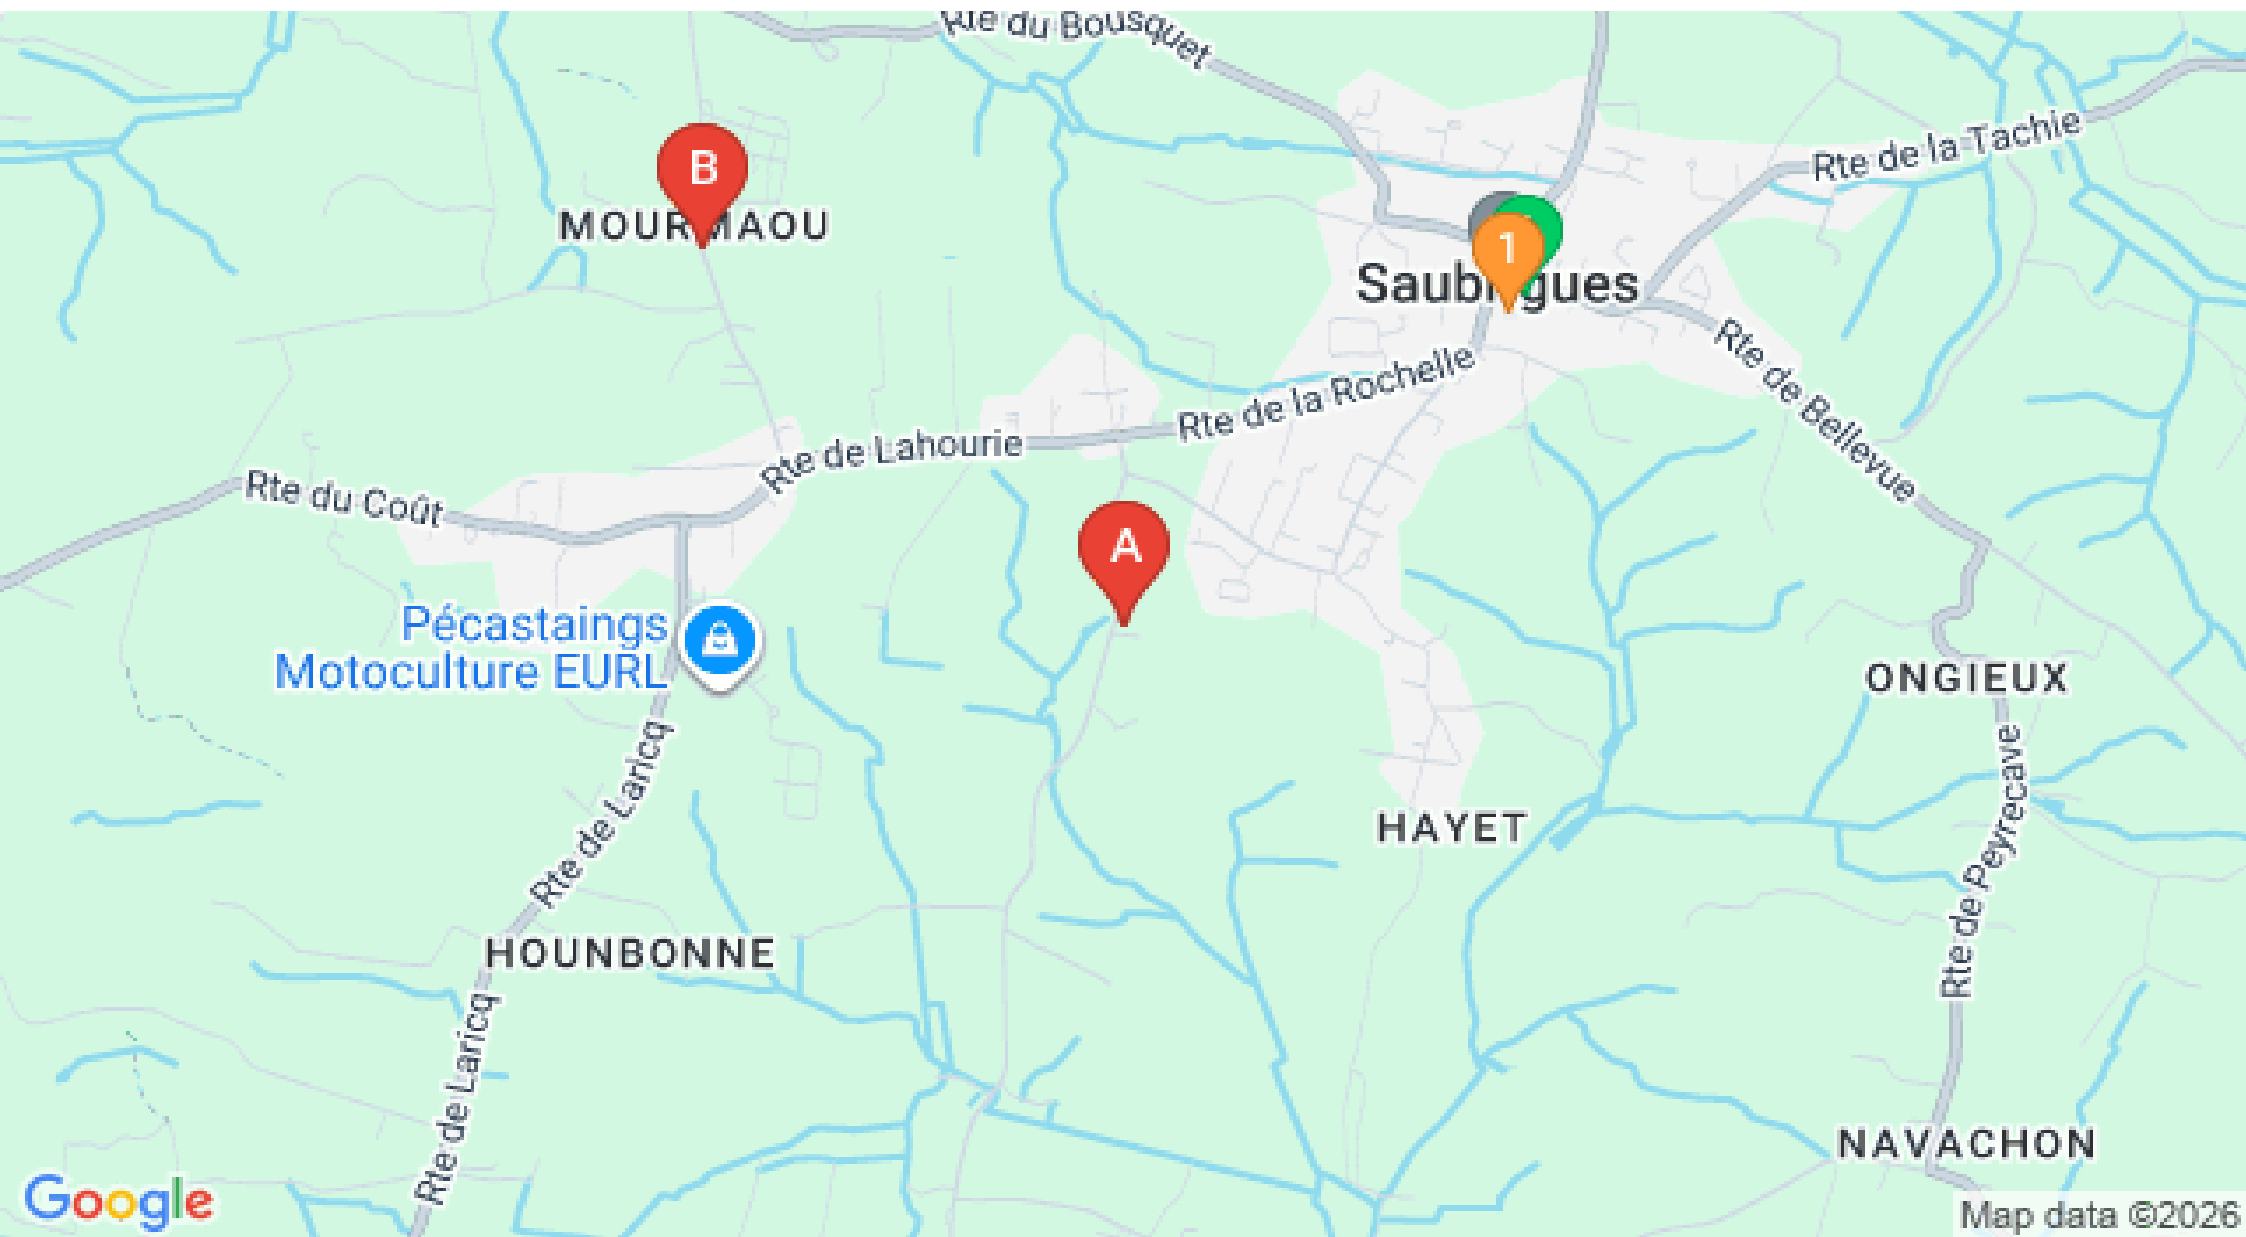 Rte du Bousquet
Rte de la Tachie
B
MOURMAOU
1
Saubrigues
Rte de Bellevue
Rte de la Rochelle
Rte de Lahourie
Rte du Coût
A
Pécastaings
Motoculture EURL
ONGIEUX
Rte de Laricq
Rte de Peyrecave
HAYET
HOUNBONNE
Rte de Laricq
NAVACHON
Google
Map data ©2026